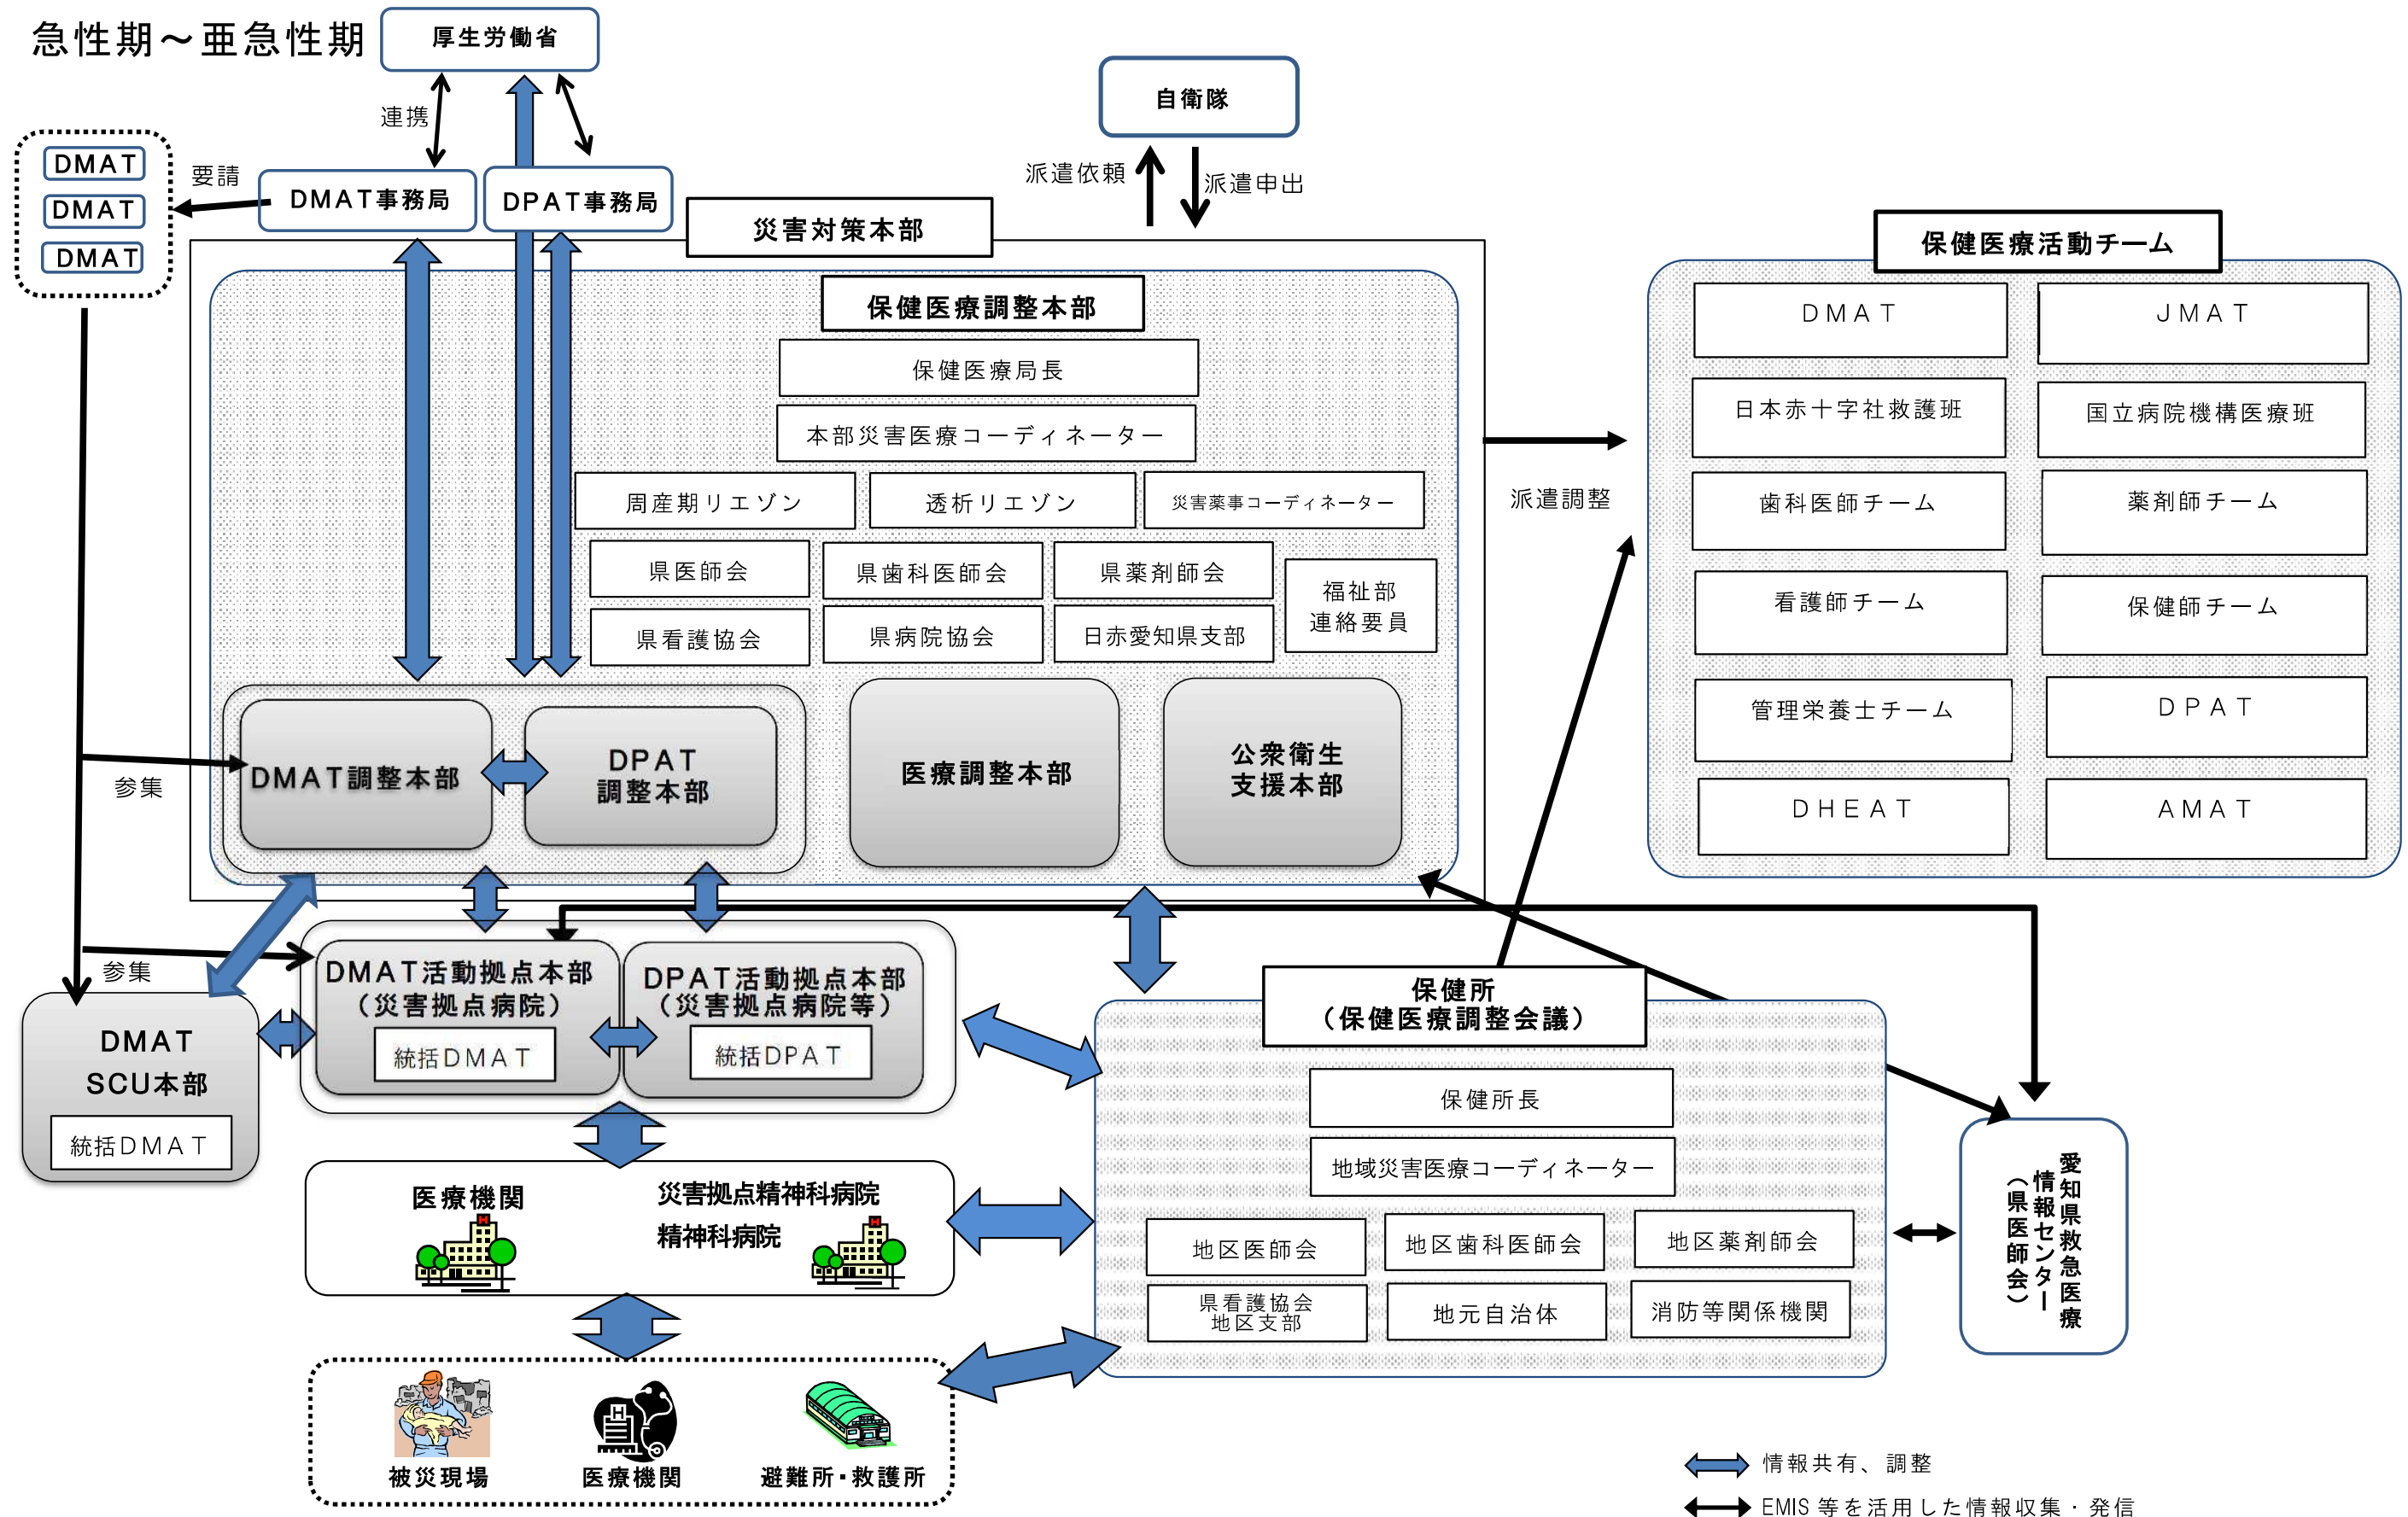 急性期～亜急性期
厚生労働省
連携
自衛隊
派遣依頼
派遣申出
DMAT
DMAT
DMAT
要請
DMAT事務局
DPAT事務局
災害対策本部
保健医療調整本部
保健医療局長
本部災害医療コーディネーター
周産期リエゾン
透析リエゾン
災害薬事コーディネーター
県医師会
県歯科医師会
県薬剤師会
福祉部
連絡要員
県看護協会
県病院協会
日赤愛知県支部
DMAT調整本部
DPAT
調整本部
医療調整本部
公衆衛生
支援本部
派遣調整
保健医療活動チーム
DMAT
JMAT
日本赤十字社救護班
国立病院機構医療班
歯科医師チーム
薬剤師チーム
看護師チーム
保健師チーム
管理栄養士チーム
DPAT
DHEAT
AMAT
参集
参集
DMAT
SCU本部
統括DMAT
DMAT活動拠点本部
（災害拠点病院）
統括DMAT
DPAT活動拠点本部
（災害拠点病院等）
統括DPAT
医療機関
災害拠点精神科病院
精神科病院
被災現場
医療機関
避難所・救護所
保健所
（保健医療調整会議）
保健所長
地域災害医療コーディネーター
地区医師会
地区歯科医師会
地区薬剤師会
県看護協会
地区支部
地元自治体
消防等関係機関
愛知県救急医療
情報センター
（県医師会）
情報共有、調整
EMIS 等を活用した情報収集・発信